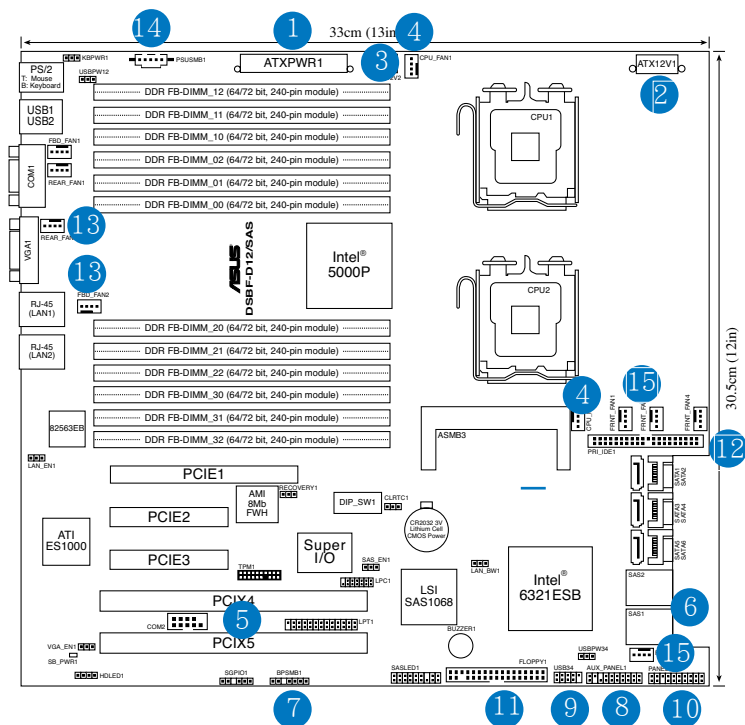 33cm (13in)
14
1
4
KBPWR1
PSUSMB1
ATXPWR1
3
CPU_FAN1
ATX12V1
PS/2
T: Mouse
B: Keyboard
USBPW12
2
DDR FB-DIMM_12 (64/72 bit, 240-pin module)
USB1
USB2
DDR FB-DIMM_11 (64/72 bit, 240-pin module)
CPU1
FBD_FAN1
DDR FB-DIMM_10 (64/72 bit, 240-pin module)
DDR FB-DIMM_02 (64/72 bit, 240-pin module)
COM1
REAR_FAN1
DDR FB-DIMM_01 (64/72 bit, 240-pin module)
DDR FB-DIMM_00 (64/72 bit, 240-pin module)
13
REAR_FAN
VGA1
ASUS
DSBF-D12/SAS
Intel®
5000P
13
FBD_FAN2
CPU2
RJ-45
(LAN1)
DDR FB-DIMM_20 (64/72 bit, 240-pin module)
RJ-45
(LAN2)
DDR FB-DIMM_21 (64/72 bit, 240-pin module)
DDR FB-DIMM_22 (64/72 bit, 240-pin module)
30.5cm (12in)
DDR FB-DIMM_30 (64/72 bit, 240-pin module)
4
15
FRNT_FAN1
FRNT_FA
FRNT_FAN4
DDR FB-DIMM_31 (64/72 bit, 240-pin module)
CPU_
82563EB
DDR FB-DIMM_32 (64/72 bit, 240-pin module)
ASMB3
12
PRI_IDE1
LAN_EN1
PCIE1
SATA1
SATA2
RECOVERY1
AMI
8Mb
FWH
DIP_SW1
CLRTC1
PCIE2
SATA3
SATA4
CR2032 3V
Lithium Cell
CMOS Power
ATI
ES1000
PCIE3
Super
I/O
SATA5
SATA6
SAS_EN1
TPM1
LPC1
LAN_BW1
Intel®
6321ESB
SAS2
LSI
SAS1068
PCIX4
6
COM2
5
LPT1
SAS1
BUZZER1
PCIX5
VGA_EN1
SB_PWR1
USBPW34
15
HDLED1
SGPIO1
BPSMB1
SASLED1
FLOPPY1
USB34
AUX_PANEL1
PANEL
7
11
9
8
10